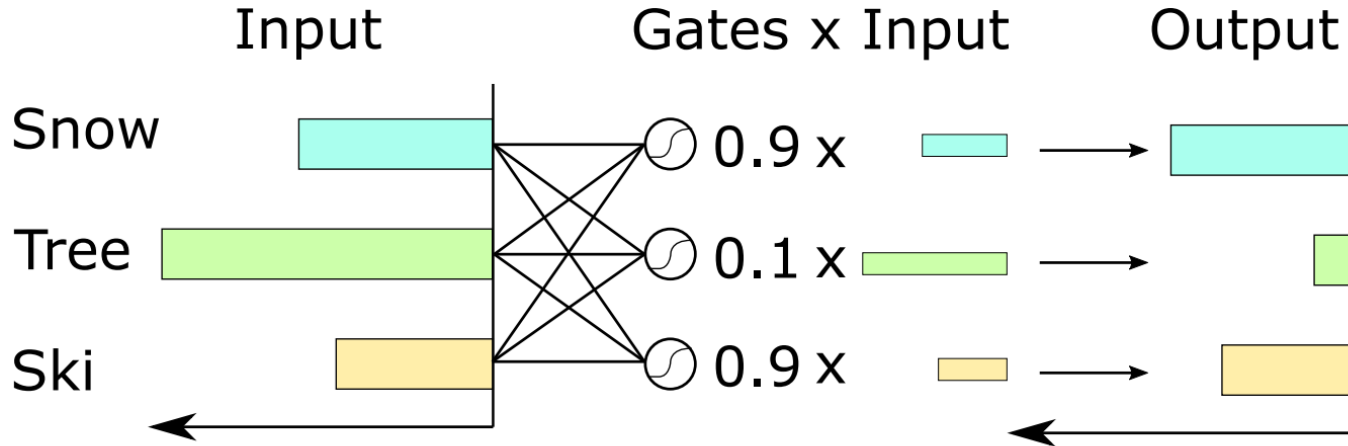 Input Gates x Input Output
Snow 0.9 x
Tree 0.1 x
Ski 0.9 x